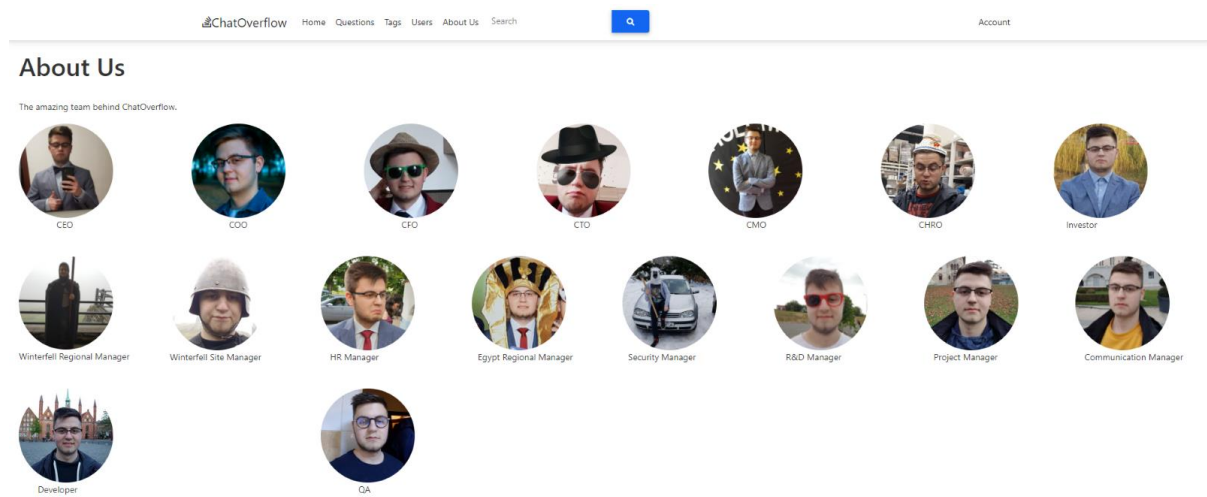 ChatOverflow Home Questions Tags Users About Us Search Account
About Us
The amazing team behind ChatOverflow.
CEO COO CFO CTO CMO CHRO Investor
Winterfell Regional Manager Winterfell Site Manager HR Manager Egypt Regional Manager Security Manager R&D Manager Project Manager Communication Manager
Developer QA